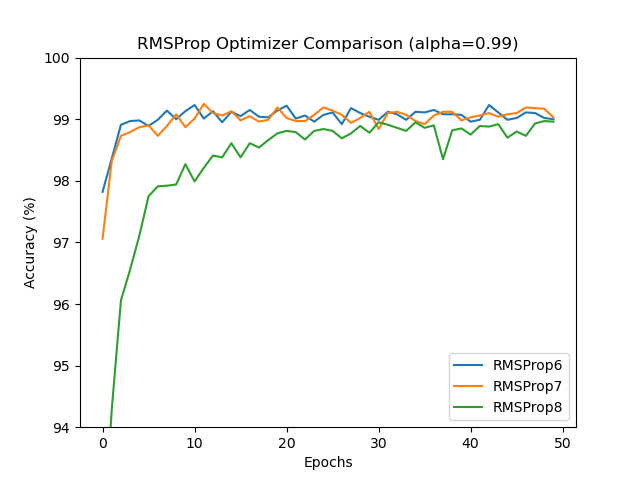 RMSProp Optimizer Comparison (alpha=0.99)
Accuracy (%)
100
99
98
97
96
95
94
0 10 20 30 40 50
Epochs
RMSProp6
RMSProp7
RMSProp8